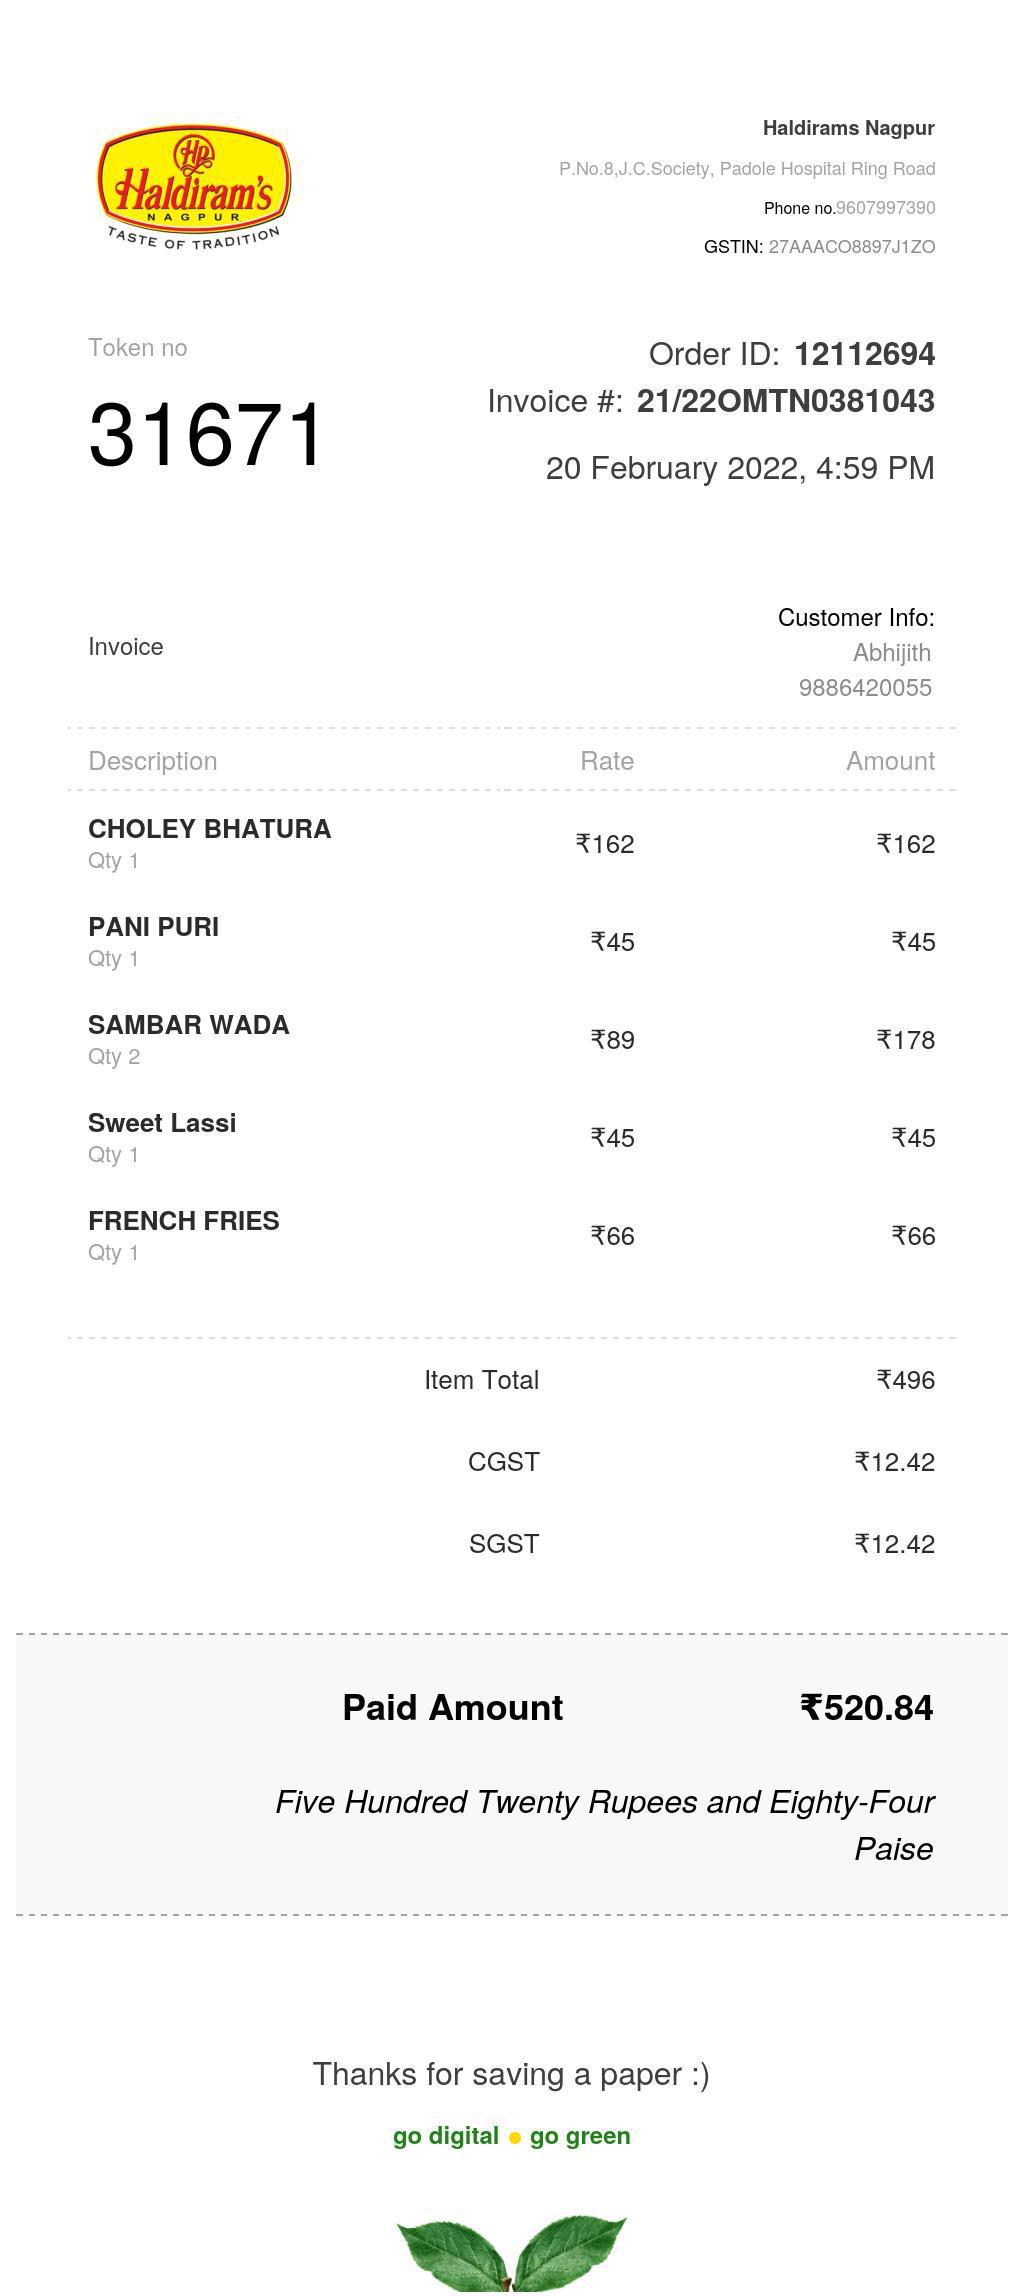 Haldiram's
NAGPUR
TASTE OF TRADITION
Haldirams Nagpur
P.No.8,J.C.Society, Padole Hospital Ring Road
Phone no.9607997390
GSTIN: 27AAACO8897J1ZO
Token no
31671
Order ID: 12112694
Invoice #: 21/22OMTN0381043
20 February 2022, 4:59 PM
Invoice
Customer Info:
Abhijith
9886420055
Description Rate Amount
CHOLEY BHATURA
Qty 1
₹162 ₹162
PANI PURI
Qty 1
₹45 ₹45
SAMBAR WADA
Qty 2
₹89 ₹178
Sweet Lassi
Qty 1
₹45 ₹45
FRENCH FRIES
Qty 1
₹66 ₹66
Item Total ₹496
CGST ₹12.42
SGST ₹12.42
Paid Amount ₹520.84
Five Hundred Twenty Rupees and Eighty-Four
Paise
Thanks for saving a paper :)
go digital ● go green